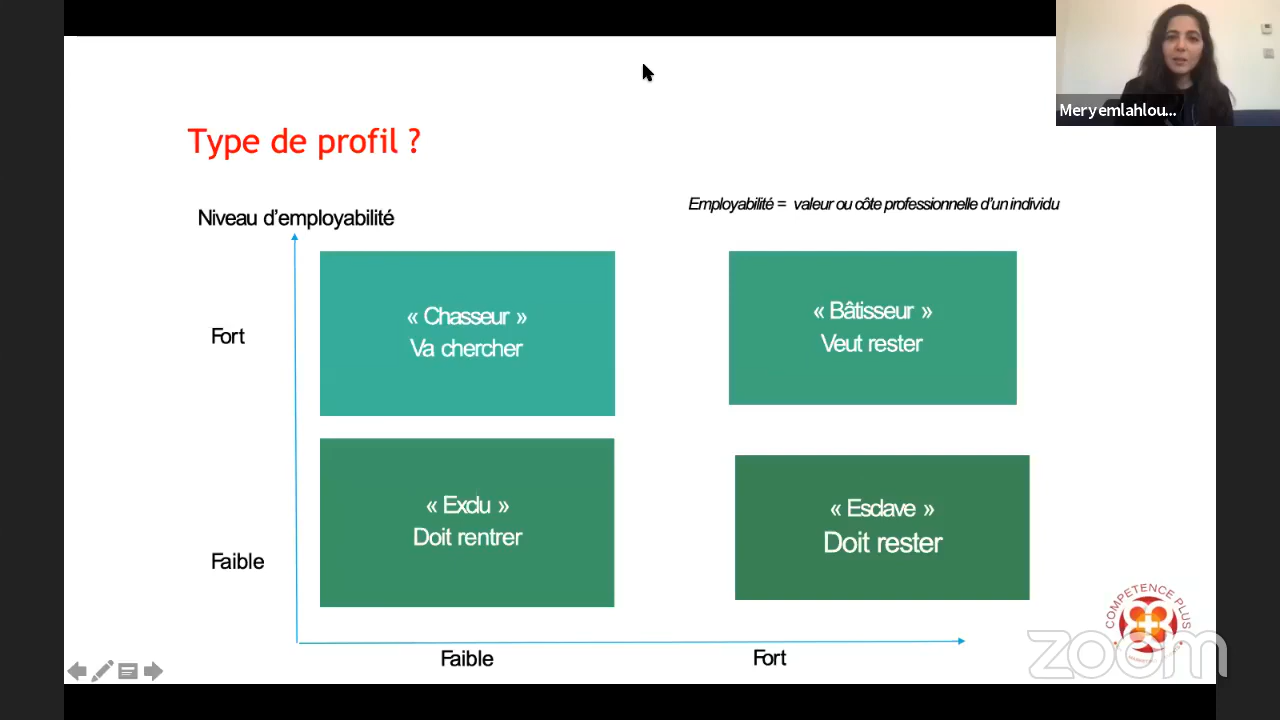 Meryemlahlou...
Type de profil ?
Niveau d'employabilité
Employabilité = valeur ou côte professionnelle d'un individu
Fort
« Chasseur »
Va chercher
« Bâtisseur »
Veut rester
Faible
« Exclu »
Doit rentrer
« Esclave »
Doit rester
Faible
Fort
COMPETENCE PLUS
zoom